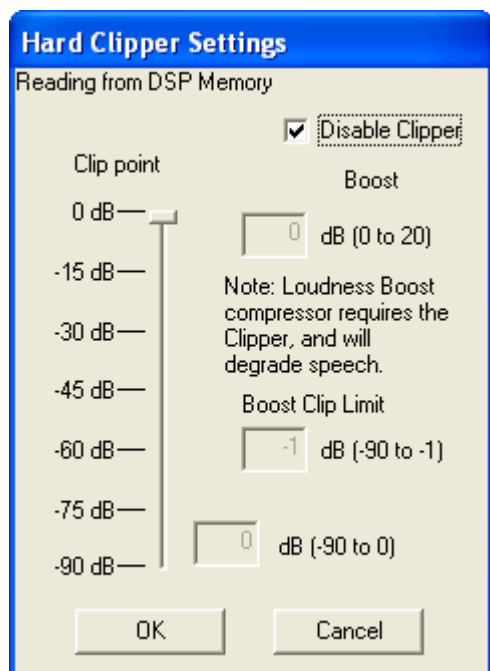 Hard Clipper Settings
Reading from DSP Memory
Disable Clipper
Clip point
Boost
0 dB
0 dB (0 to 20)
-15 dB
Note: Loudness Boost
compressor requires the
Clipper, and will
degrade speech.
-30 dB
-45 dB
Boost Clip Limit
-60 dB
-1 dB (-90 to -1)
-75 dB
0 dB (-90 to 0)
-90 dB
OK
Cancel